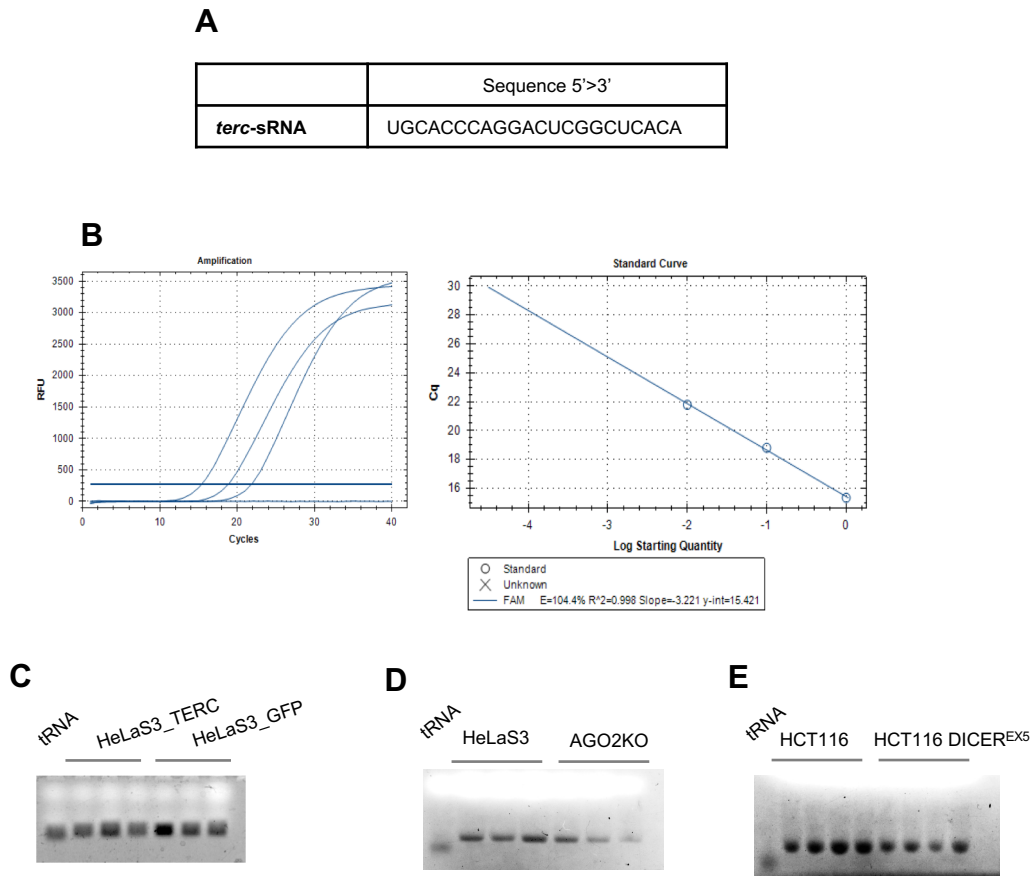 A
Sequence 5'>3'
terc-sRNA UGCACCCAGGACUCGGCUCACA
B
Amplification
RFU
3500
3000
2500
2000
1500
1000
500
0
0 10 20 30 40
Cycles
Standard Curve
Cq
30
28
26
24
22
20
18
16
-4 -3 -2 -1 0
Log Starting Quantity
Standard
Unknown
FAM E=104.4% R^2=0.998 Slope=-3.221 y-int=15.421
C
tRNA HeLaS3_TERC HeLaS3_GFP
D
tRNA HeLaS3 AGO2KO
E
tRNA HCT116 HCT116 DICEREX5